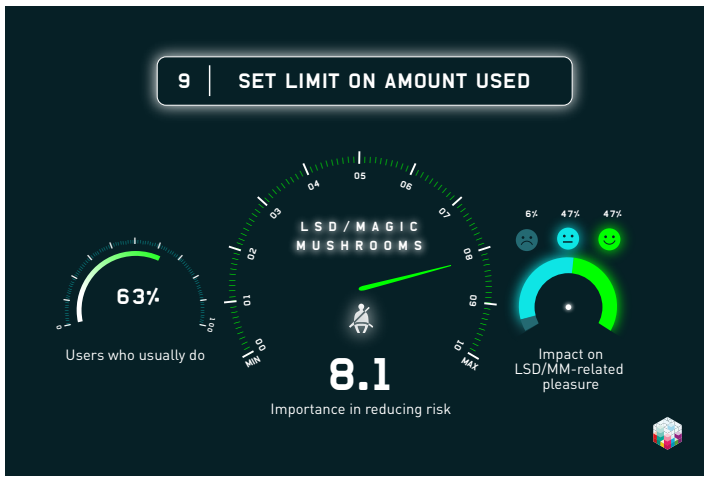 9 | SET LIMIT ON AMOUNT USED
LSD/MAGIC
MUSHROOMS
00
01
02
03
04
05
06
07
08
09
10
MIN
MAX
8.1
Importance in reducing risk
63%
0
100
Users who usually do
6%
47%
47%
Impact on
LSD/MM-related
pleasure